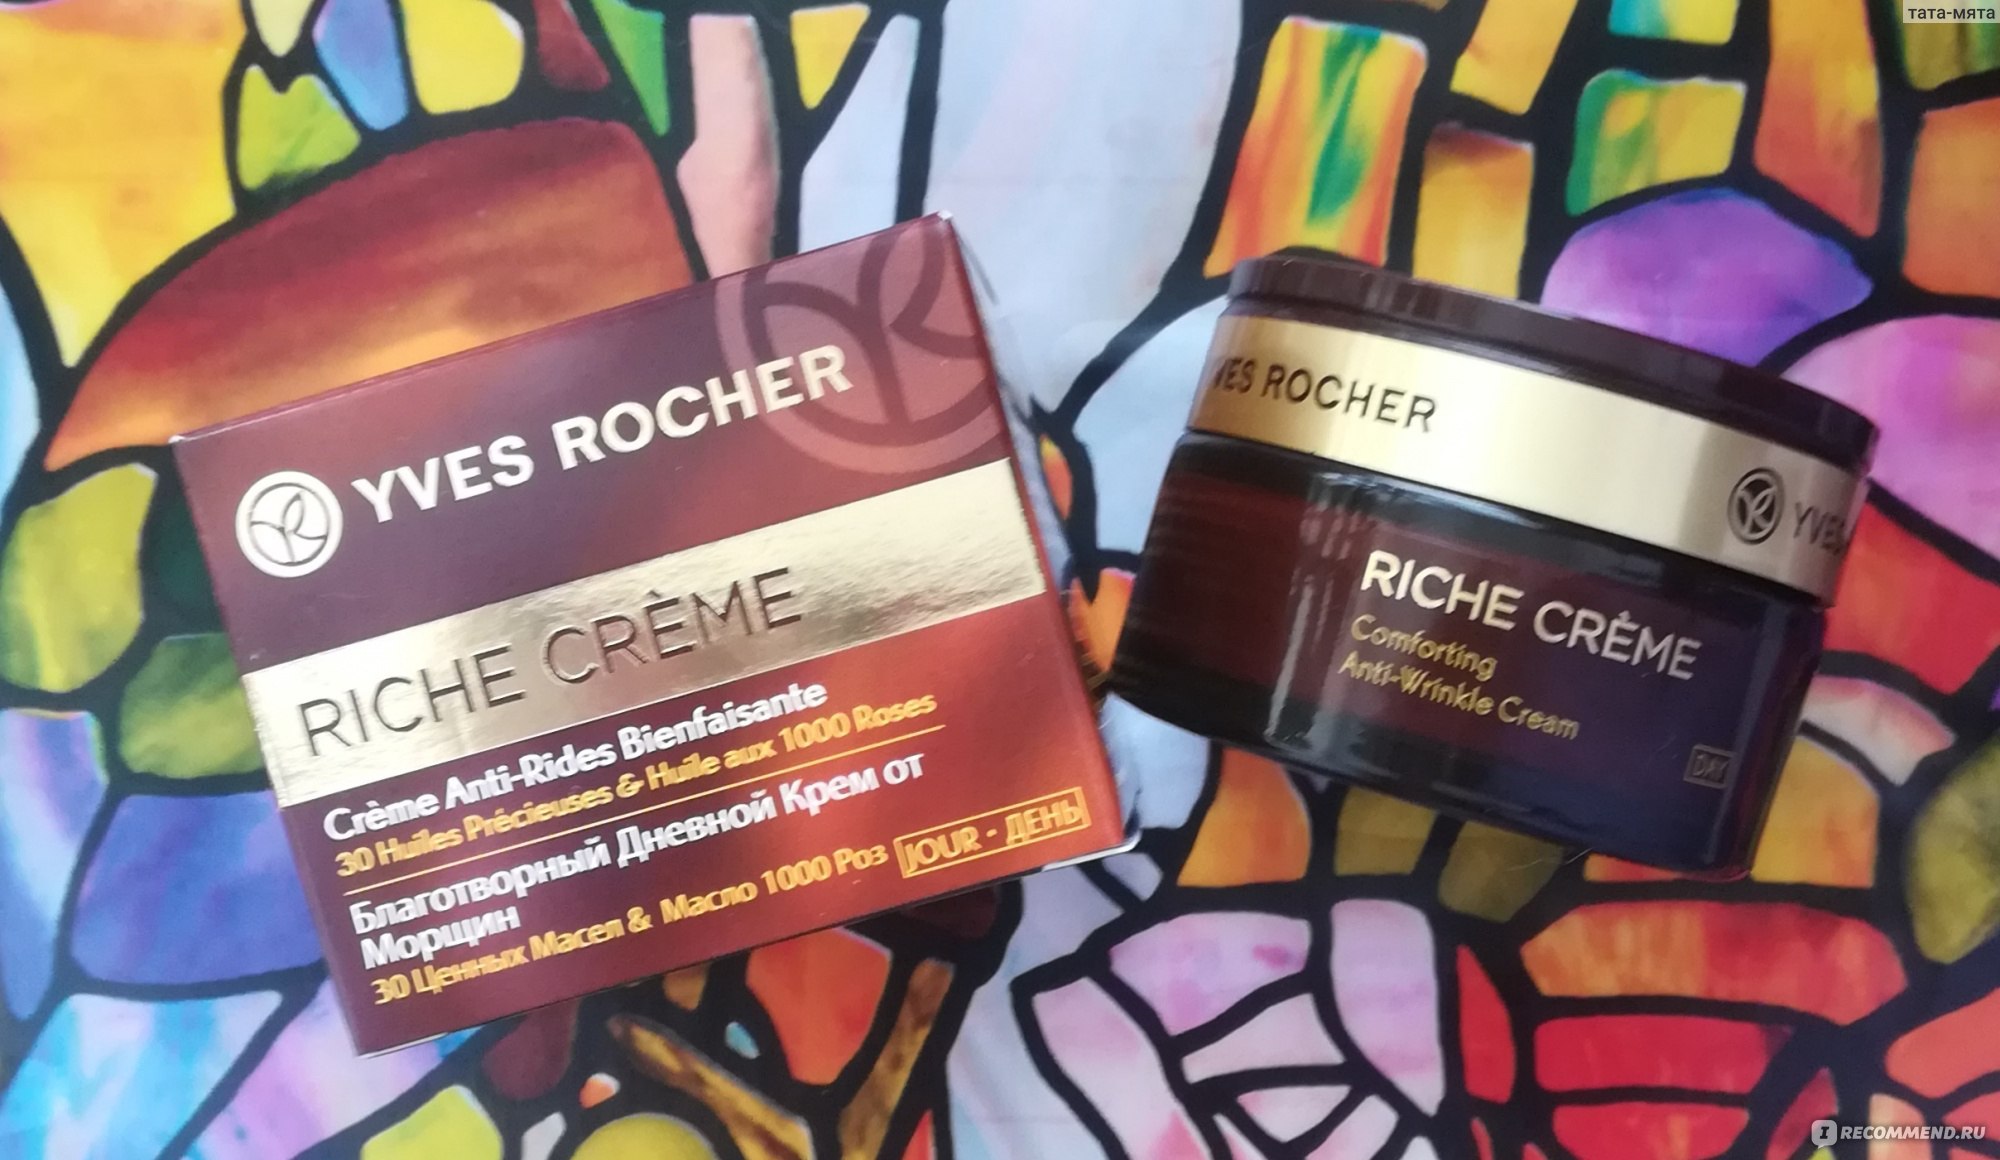 тата-мята
YVES ROCHER
RICHE CRÈME
Crème Anti-Rides Bienfaisante
30 Huiles Précieuses & Huile aux 1000 Roses
Благотворный Дневной Крем от
Морщин
30 Ценных Масел & Масло 1000 Роз
JOUR - ДЕНЬ
YVES ROCHER
YVES
RICHE CRÈME
Comforting
Anti-Wrinkle Cream
DAY
IRECOMMEND.RU